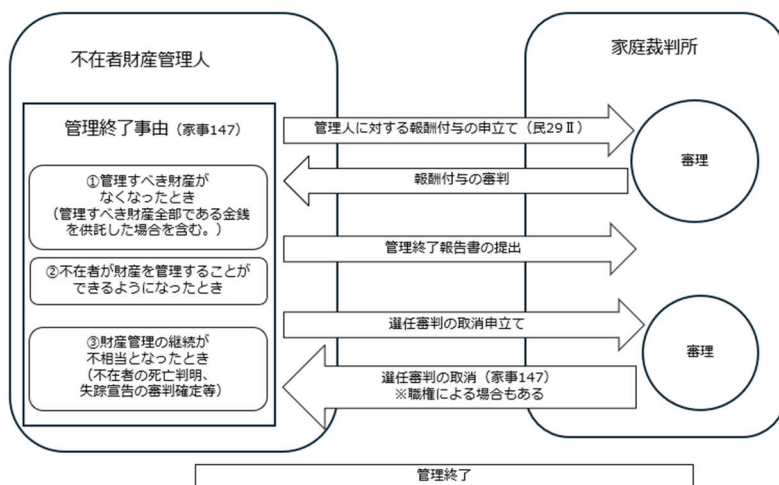 不在者財産管理人
家庭裁判所
管理終了事由（家事147）
①管理すべき財産が
なくなったとき
（管理すべき財産全部である金銭
を供託した場合を含む。）
②不在者が財産を管理することが
できるようになったとき
③財産管理の継続が
不相当となったとき
（不在者の死亡判明、
失踪宣告の審判確定等）
管理人に対する報酬付与の申立て（民29Ⅱ）
審理
報酬付与の審判
管理終了報告書の提出
選任審判の取消申立て
審理
選任審判の取消（家事147）
※職権による場合もある
管理終了